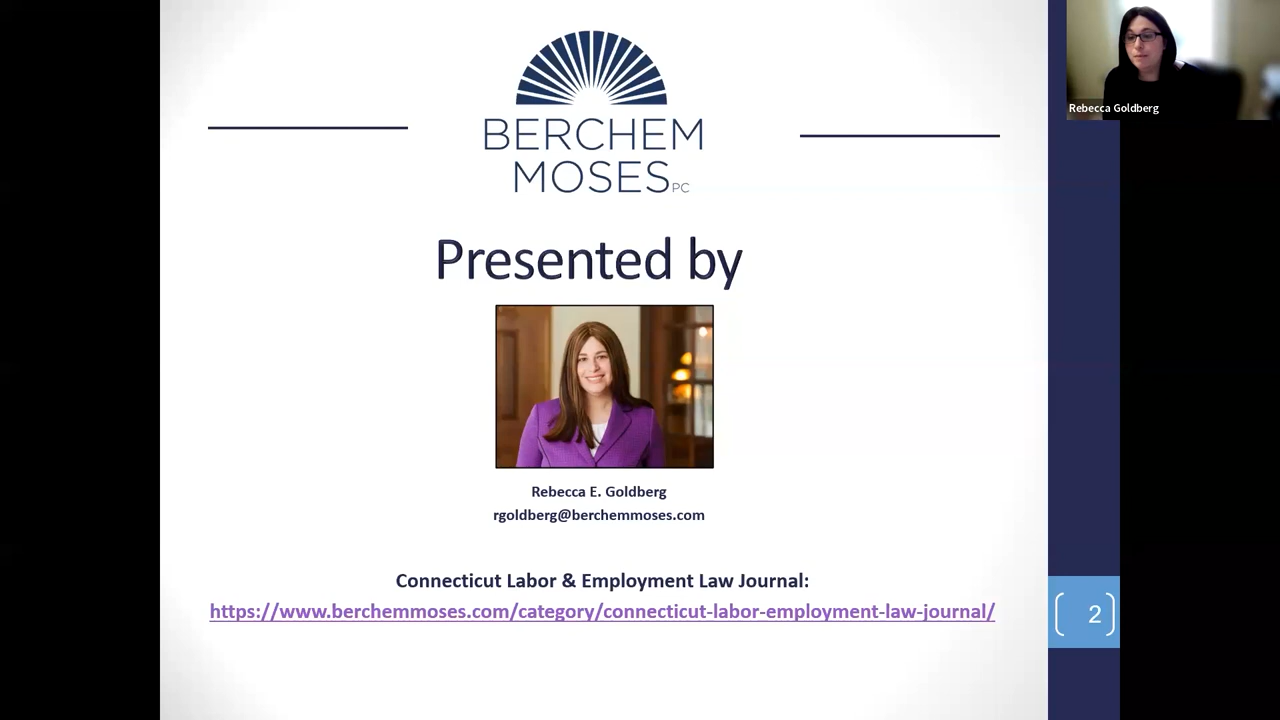 BERCHEM
MOSES PC
Rebecca Goldberg
Presented by
Rebecca E. Goldberg
rgoldberg@berchemmoses.com
Connecticut Labor & Employment Law Journal:
https://www.berchemmoses.com/category/connecticut-labor-employment-law-journal/
2